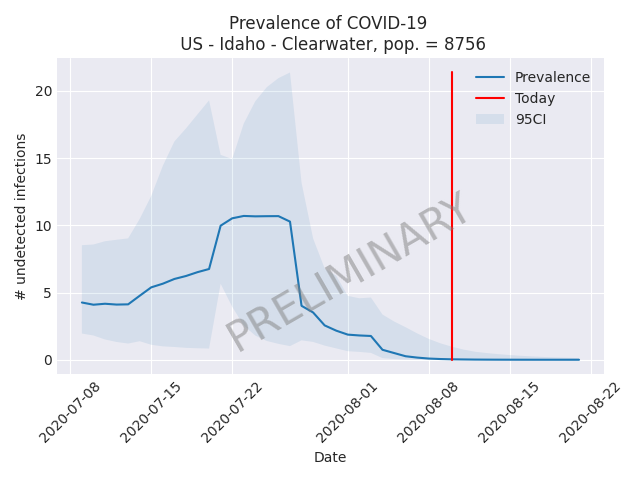 Prevalence of COVID-19
US - Idaho - Clearwater, pop. = 8756
# undetected infections
20
15
10
5
0
Prevalence
Today
95CI
PRELIMINARY
2020-07-08
2020-07-15
2020-07-22
2020-08-01
2020-08-08
2020-08-15
2020-08-22
Date